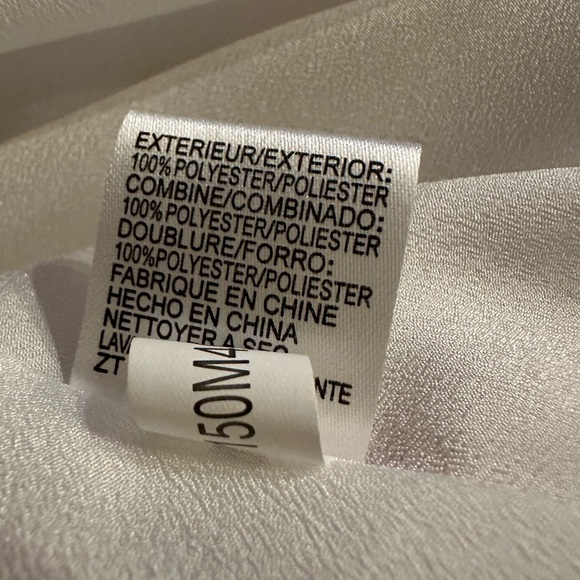 EXTERIEUR/EXTERIOR:
100% POLYESTER/POLIESTER
COMBINE/COMBINADO:
100% POLYESTER/POLIESTER
DOUBLURE/FORRO:
100%POLYESTER/POLIESTER
FABRIQUE EN CHINE
HECHO EN CHINA
NETTOYER A SEC
ZT
150M4